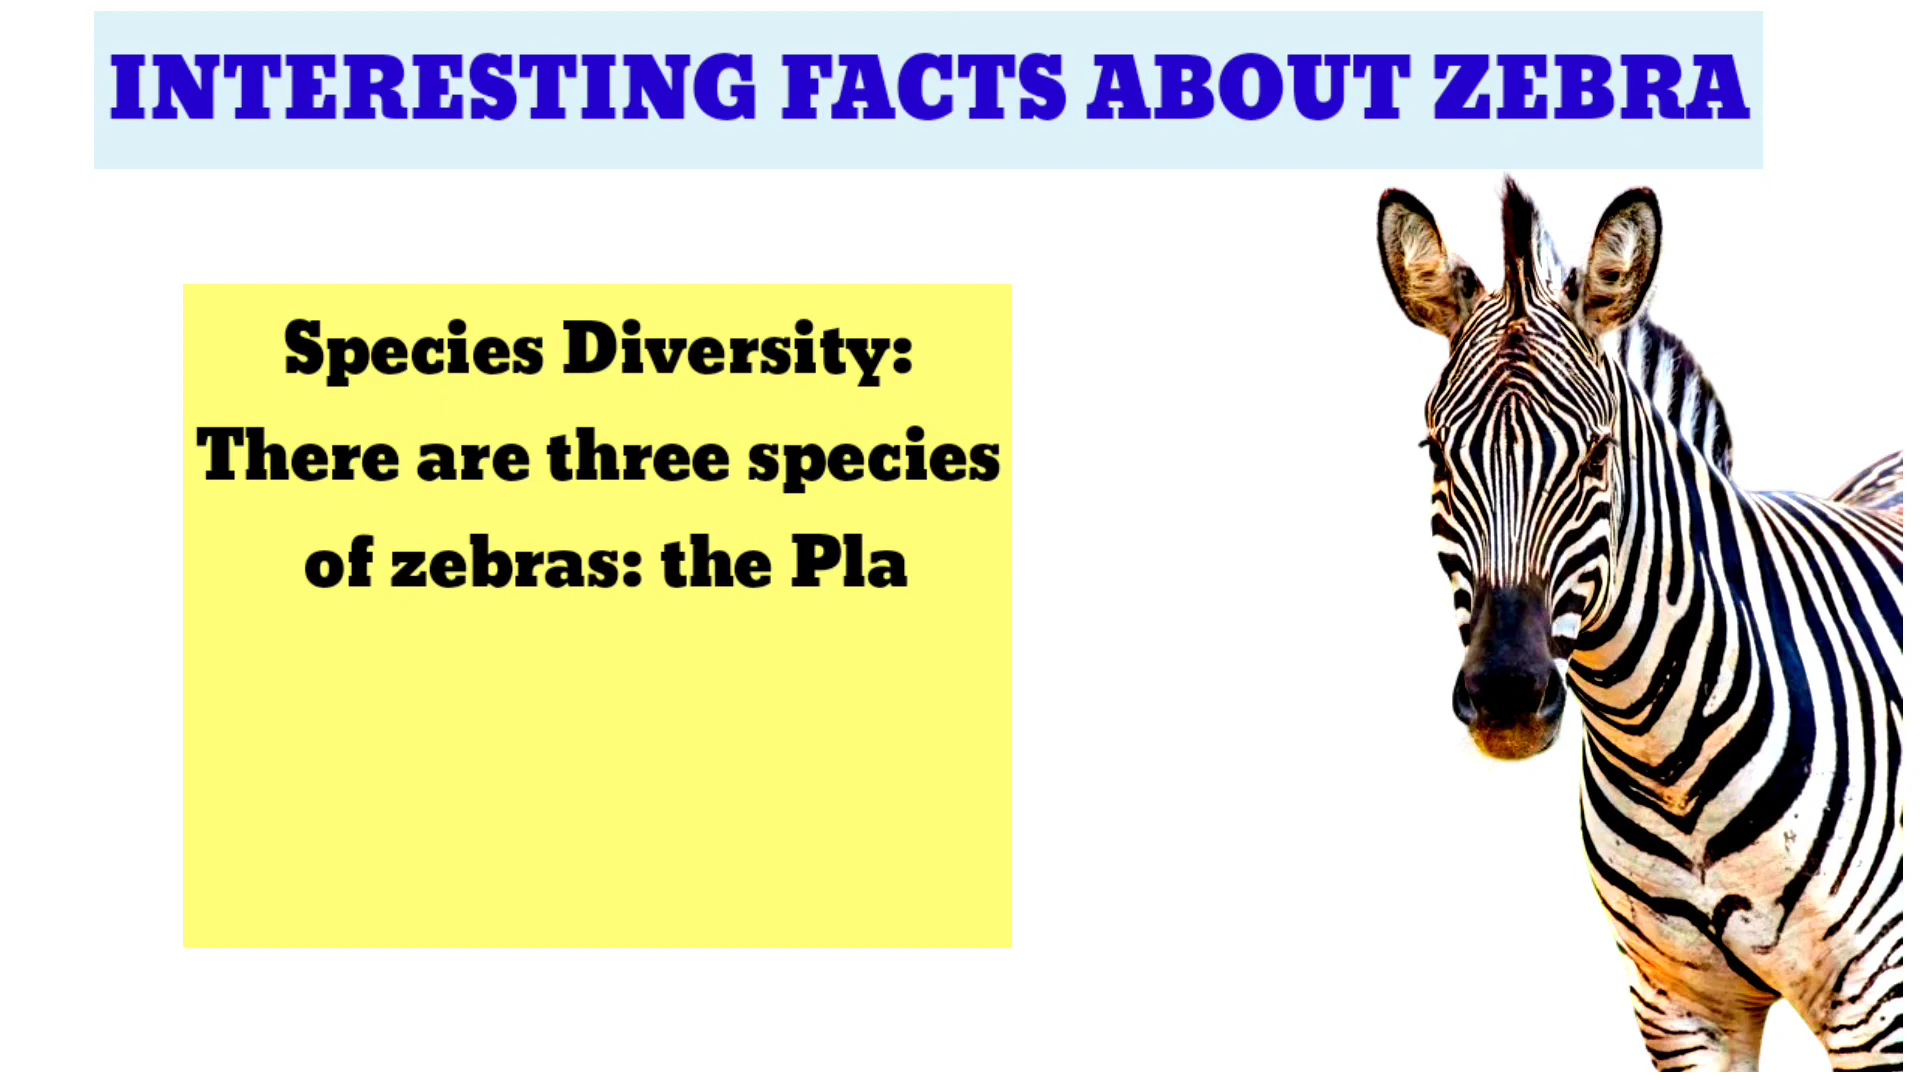 INTERESTING FACTS ABOUT ZEBRA
Species Diversity:
There are three species
of zebras: the Pla